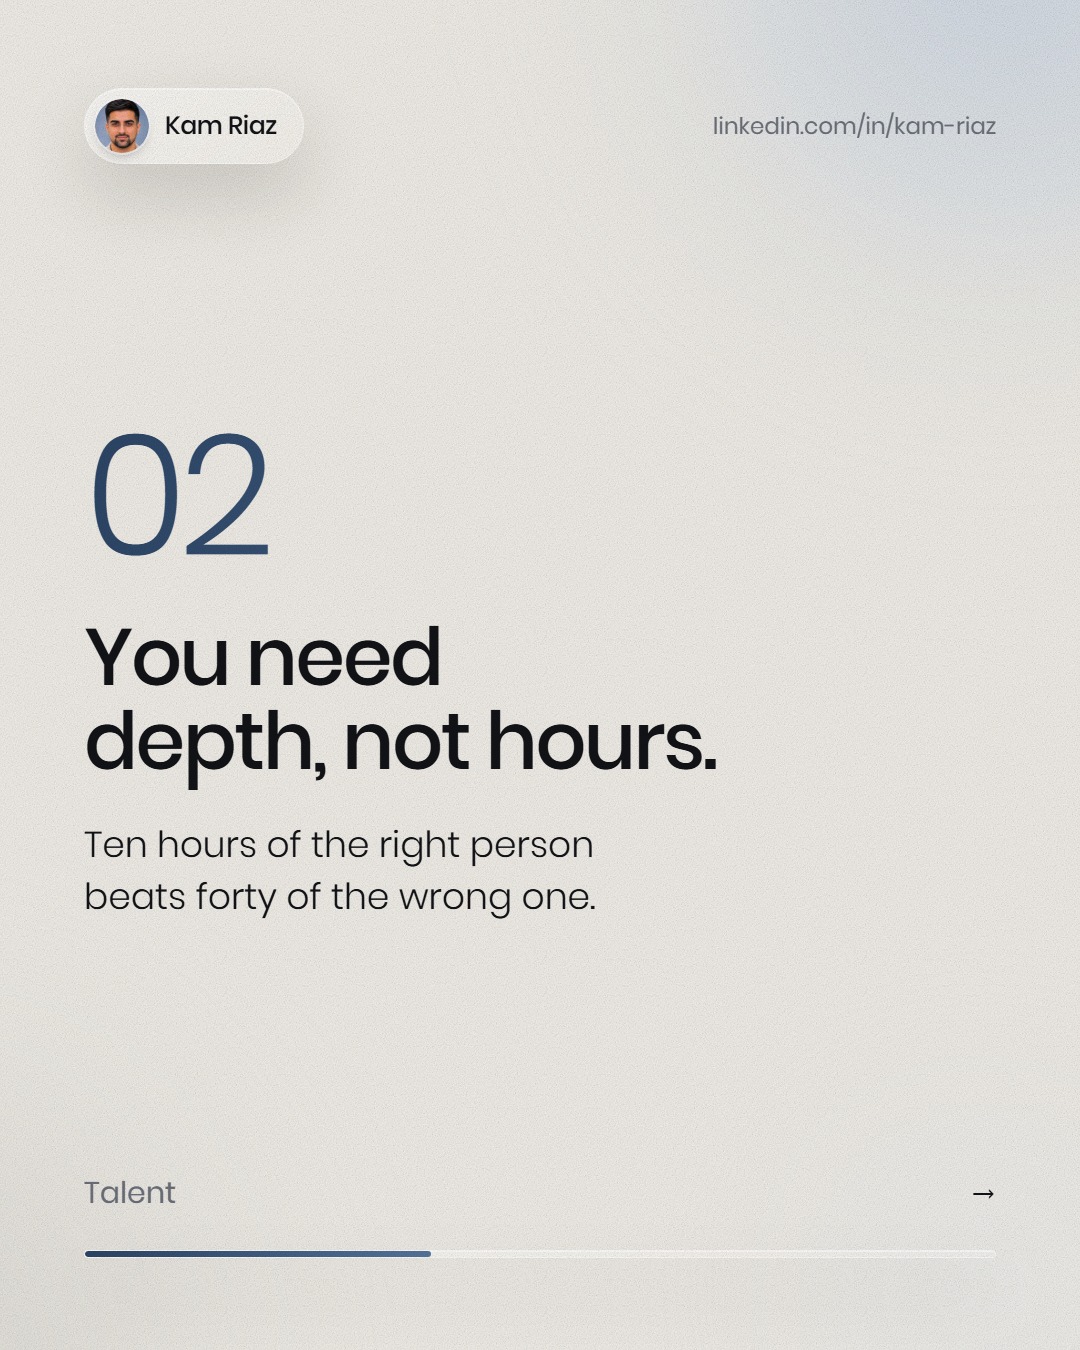 Kam Riaz
linkedin.com/in/kam-riaz
02
You need
depth, not hours.
Ten hours of the right person
beats forty of the wrong one.
Talent →